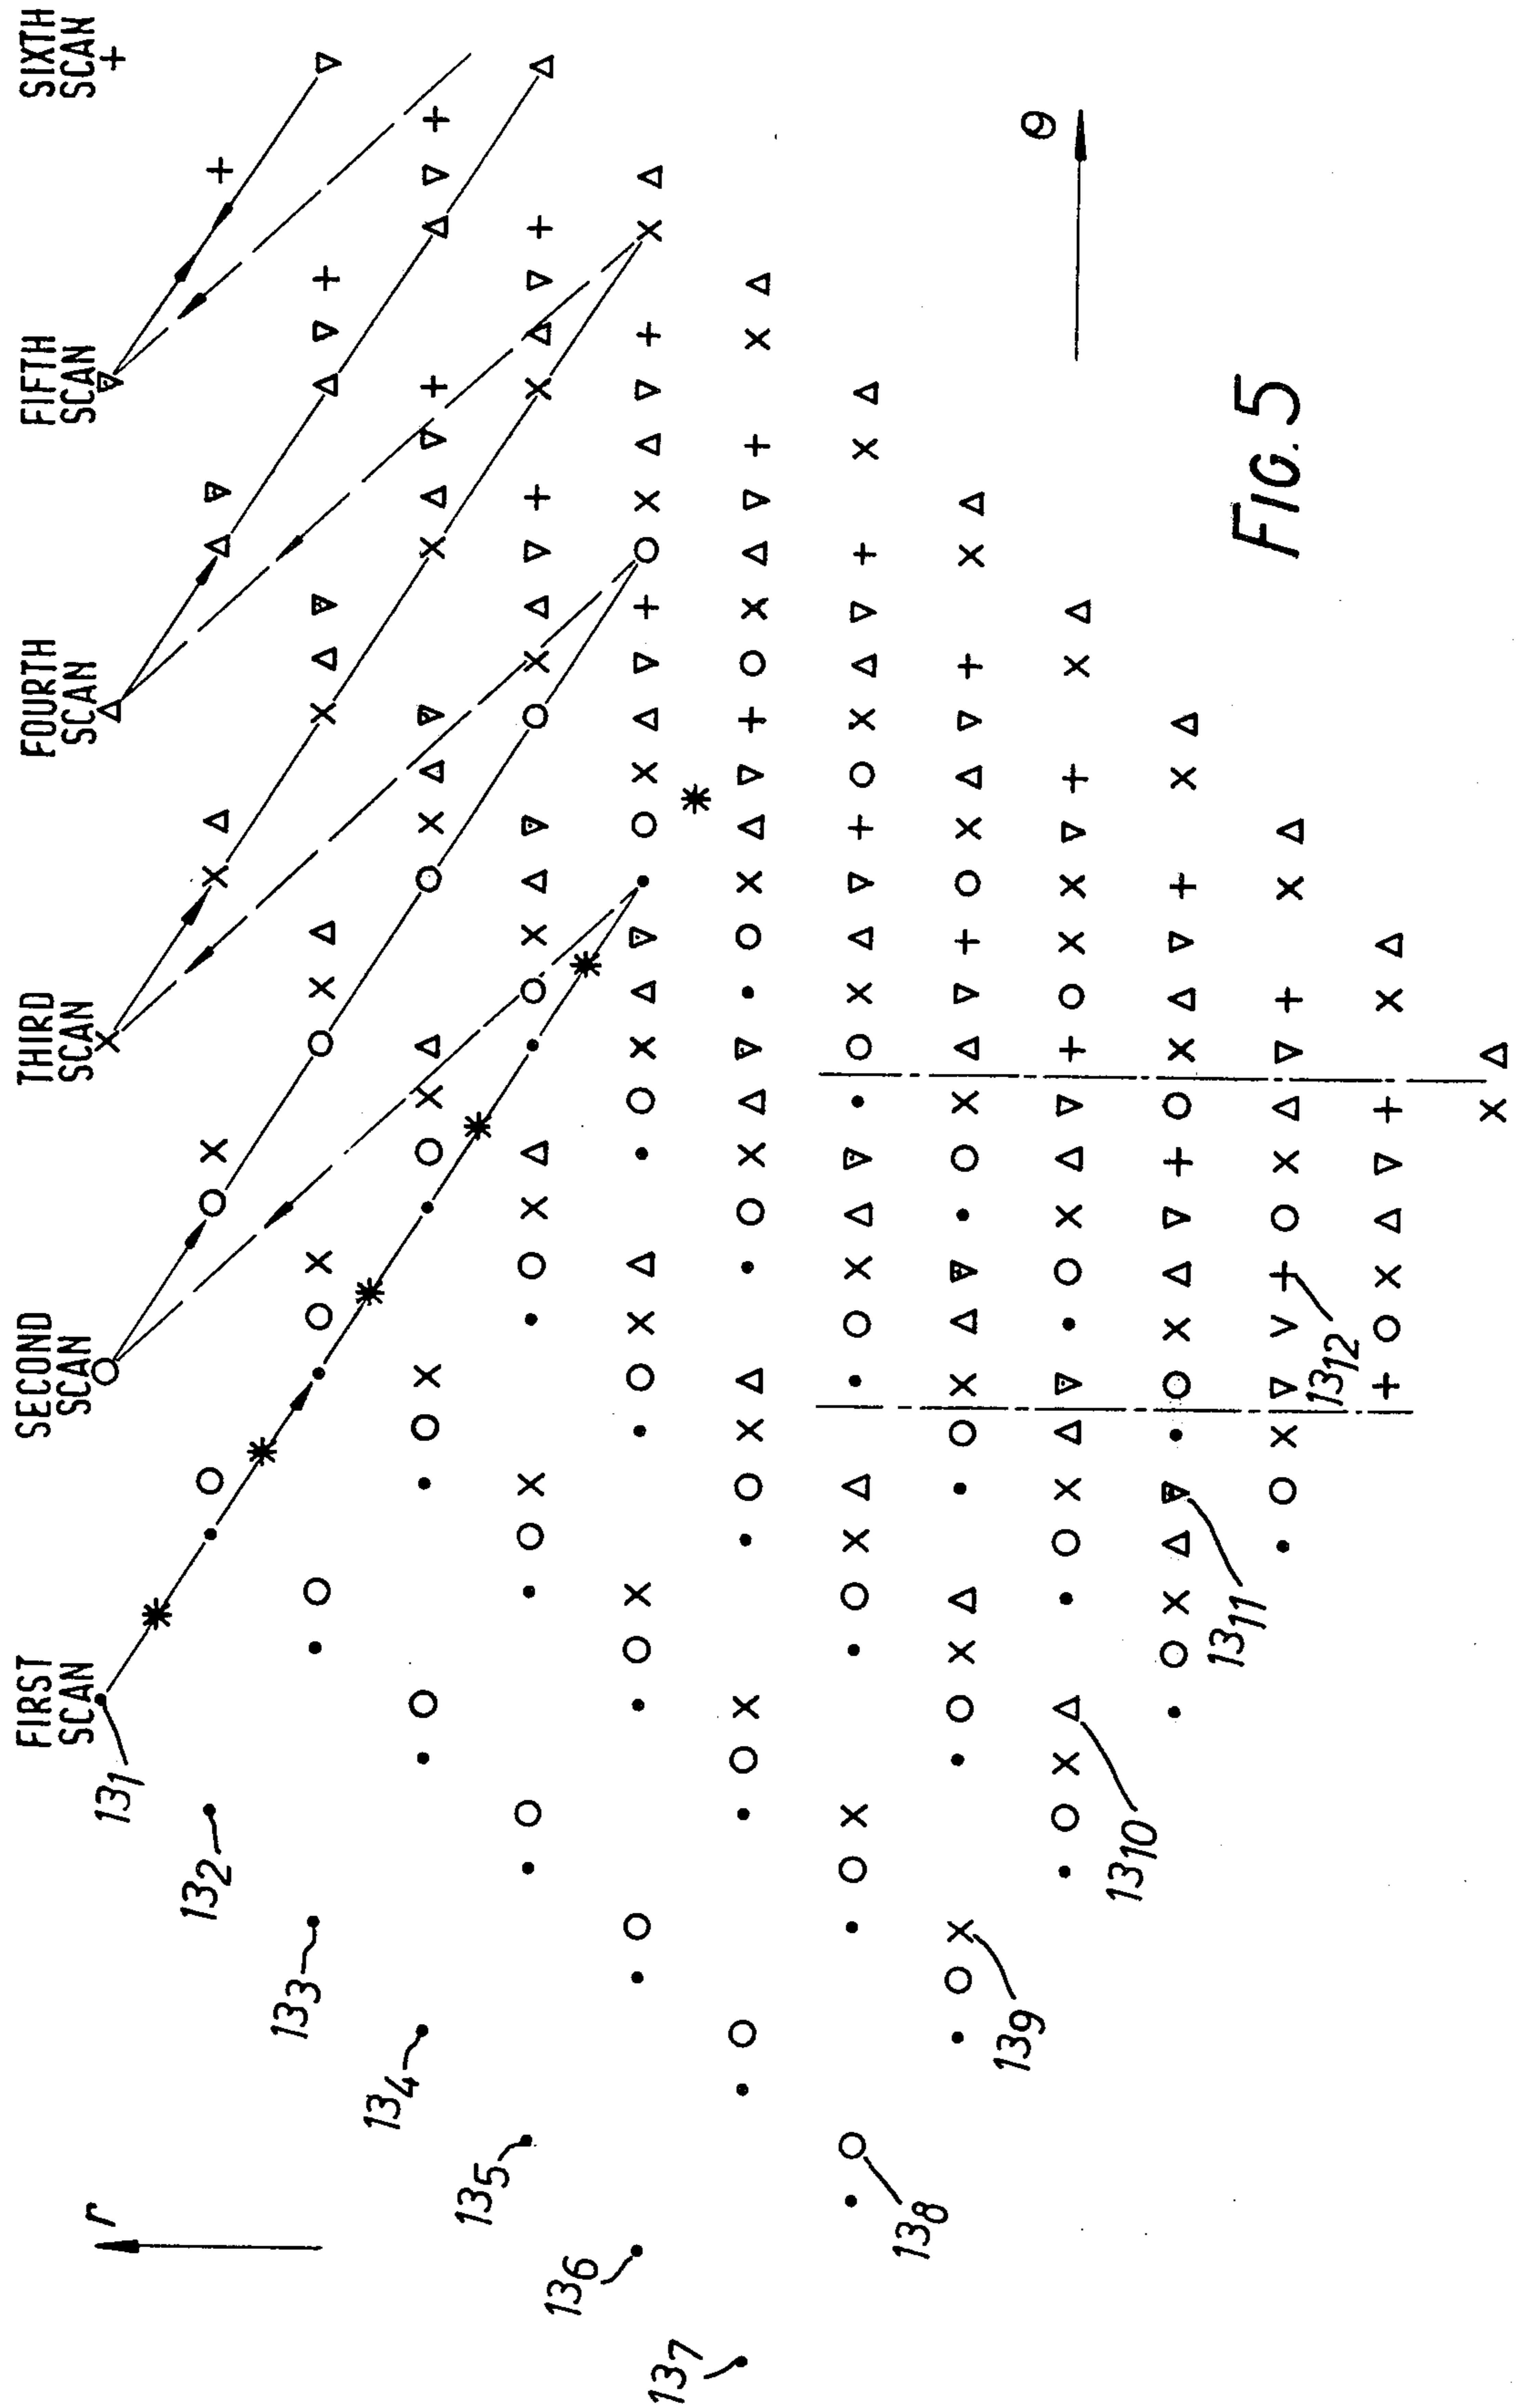 FIRST
SCAN
SECOND
SCAN
THIRD
SCAN
FOURTH
SCAN
FIFTH
SCAN
SIXTH
SCAN
+
r
θ
13₁
13₂
13₃
13₄
13₅
13₆
13₇
13₈
13₉
13₁₀
13₁₁
13₁₂
FIG. 5